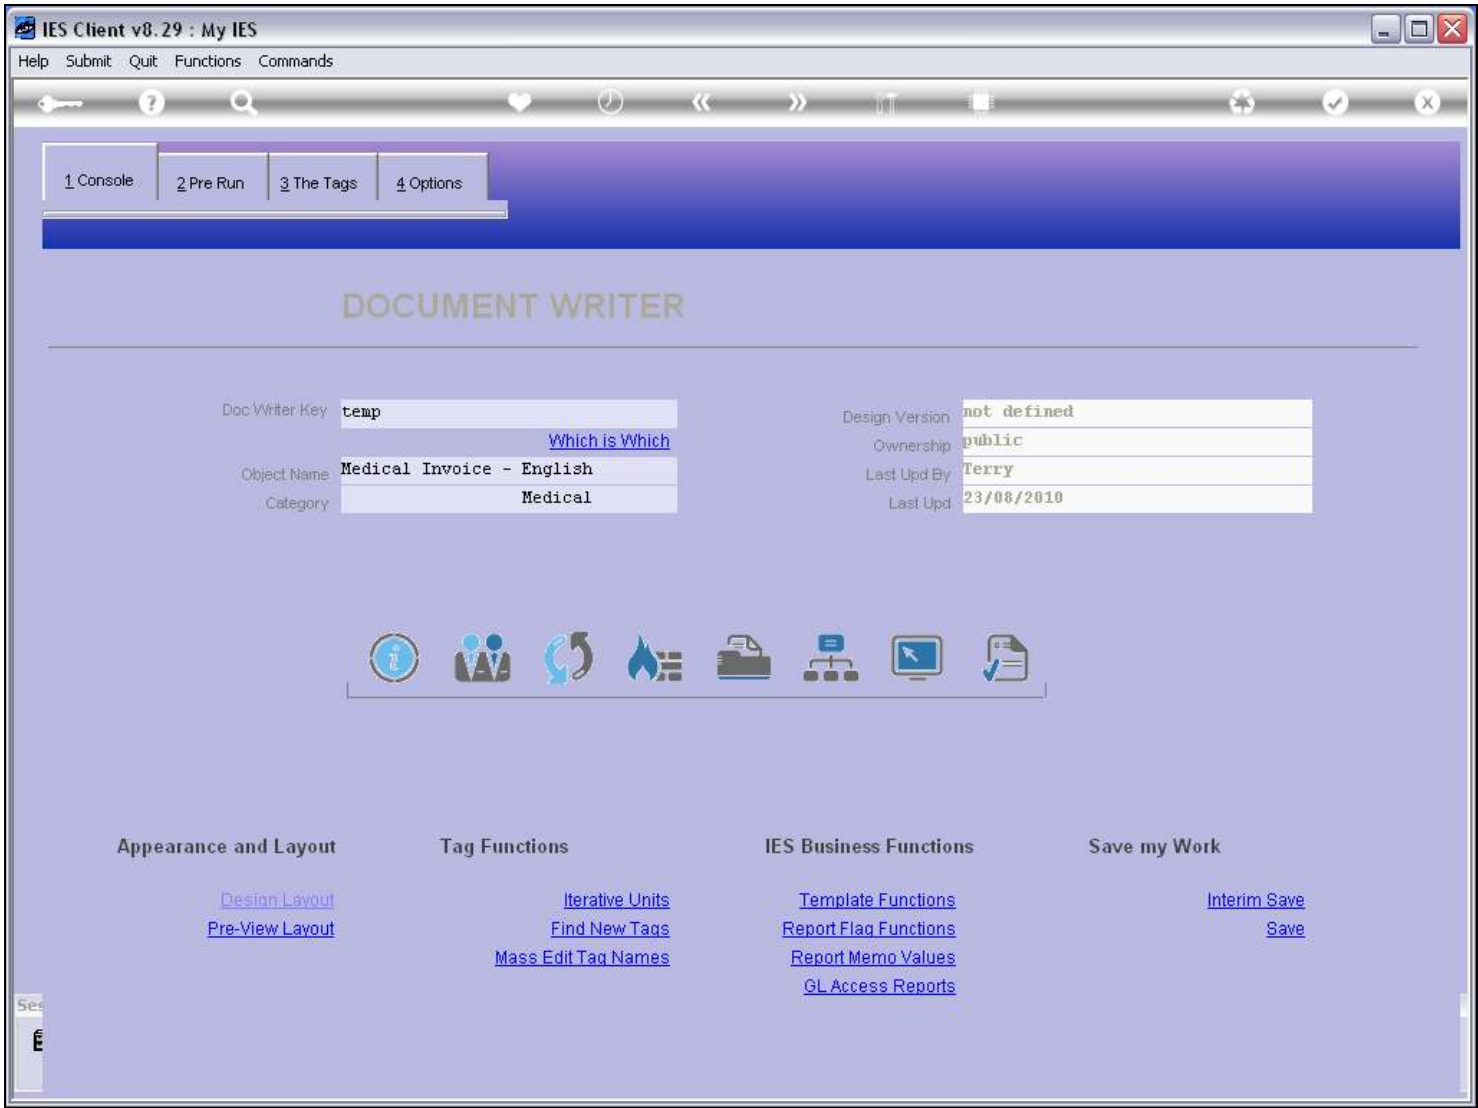 IES Client v8.29 : My IES
Help Submit Quit Functions Commands
1 Console 2 Pre Run 3 The Tags 4 Options
DOCUMENT WRITER
Doc Writer Key temp
Which is Which
Object Name Medical Invoice - English
Category Medical
Design Version not defined
Ownership public
Last Upd By Terry
Last Upd 23/08/2010
Appearance and Layout
Design Layout
Pre-View Layout
Tag Functions
Iterative Units
Find New Tags
Mass Edit Tag Names
IES Business Functions
Template Functions
Report Flag Functions
Report Memo Values
GL Access Reports
Save my Work
Interim Save
Save
Ses